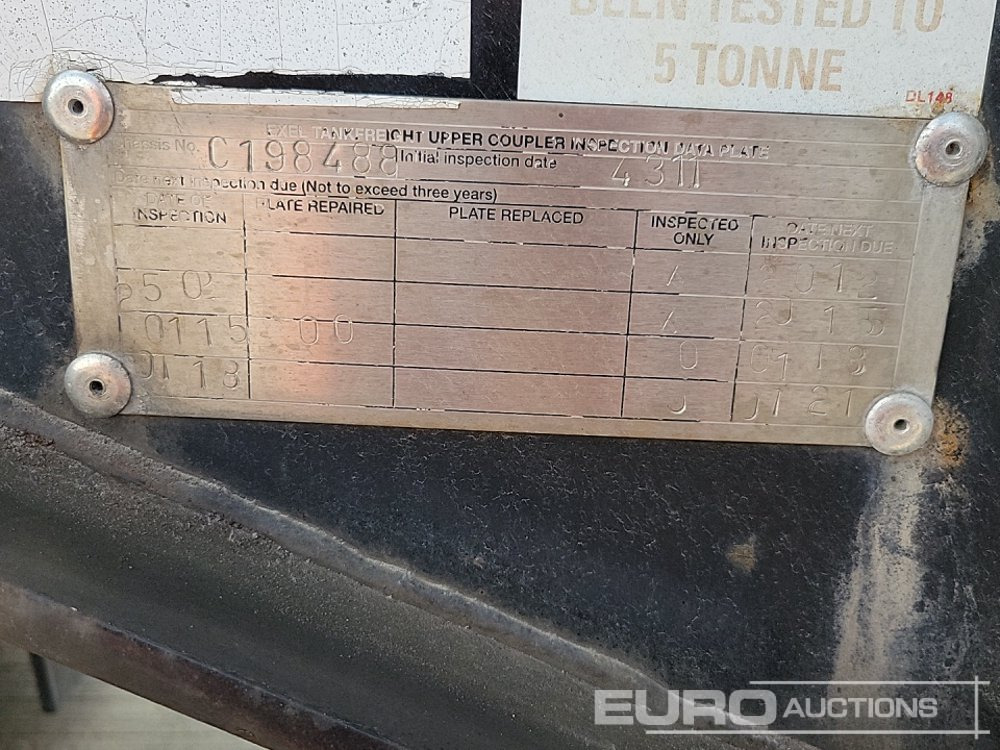 BEEN TESTED TO
5 TONNE
DL148
EXEL TANKFREIGHT UPPER COUPLER INSPECTION DATA PLATE
Chassis No. C198488 Initial inspection date 4311
Date next inspection due (Not to exceed three years)
DATE OF INSPECTION PLATE REPAIRED PLATE REPLACED INSPECTED ONLY DATE NEXT INSPECTION DUE
2012
2015
0115 00 0 0118
0118 0121
EURO AUCTIONS